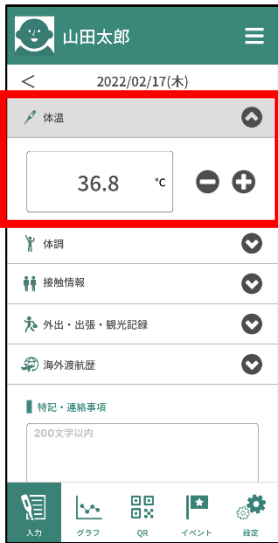 山田太郎
< 2022/02/17(木)
体温
36.8 ℃
体調
接触情報
外出・出張・観光記録
海外渡航歴
特記・連絡事項
200文字以内
入力 グラフ QR イベント 設定